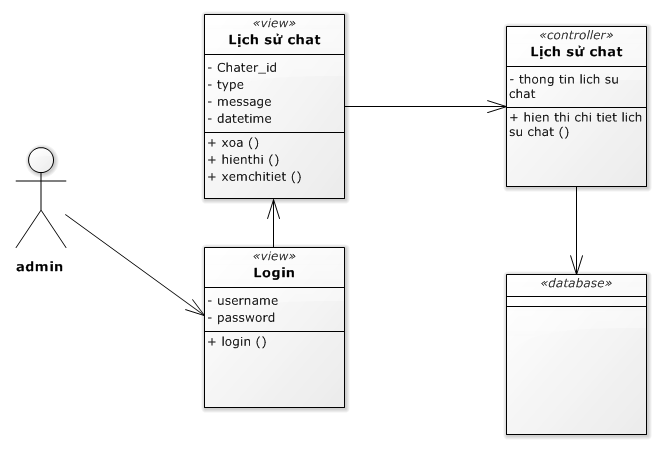 «view»
Lịch sử chat
- Chater_id
- type
- message
- datetime
+ xoa ()
+ hienthi ()
+ xemchitiet ()
«controller»
Lịch sử chat
- thong tin lich su
chat
+ hien thi chi tiet lich
su chat ()
admin
«view»
Login
- username
- password
+ login ()
«database»